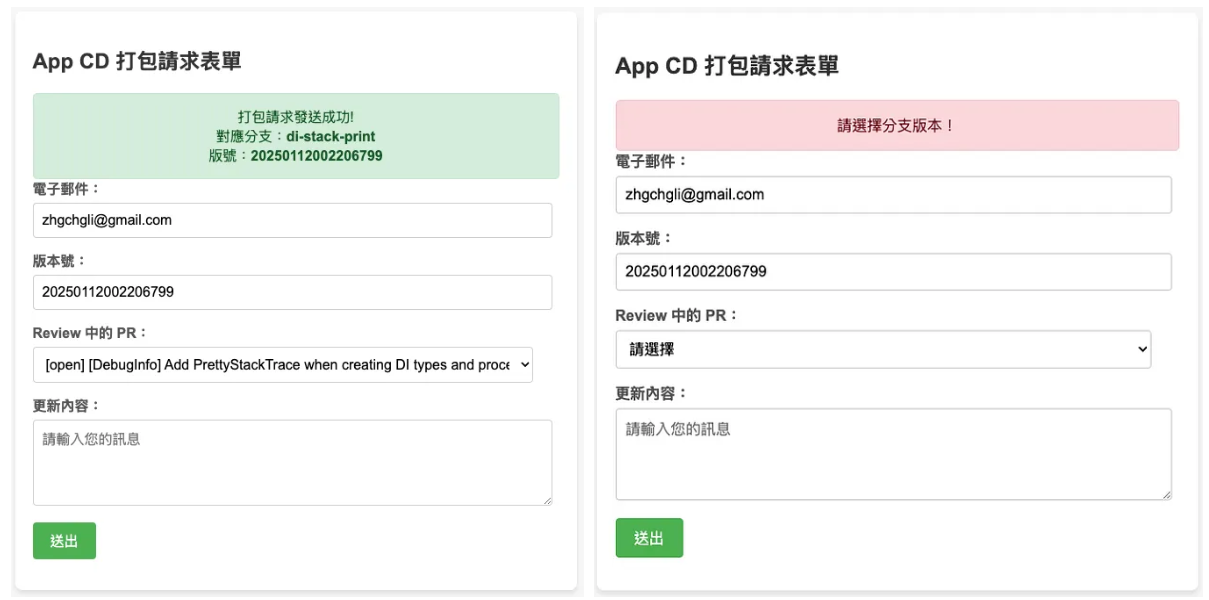 App CD 打包請求表單
打包請求發送成功!
對應分支：di-stack-print
版號：20250112002206799
電子郵件：
zhgchgli@gmail.com
版本號：
20250112002206799
Review 中的 PR：
[open] [DebugInfo] Add PrettyStackTrace when creating DI types and proce
更新內容：
請輸入您的訊息
送出
App CD 打包請求表單
請選擇分支版本！
電子郵件：
zhgchgli@gmail.com
版本號：
20250112002206799
Review 中的 PR：
請選擇
更新內容：
請輸入您的訊息
送出